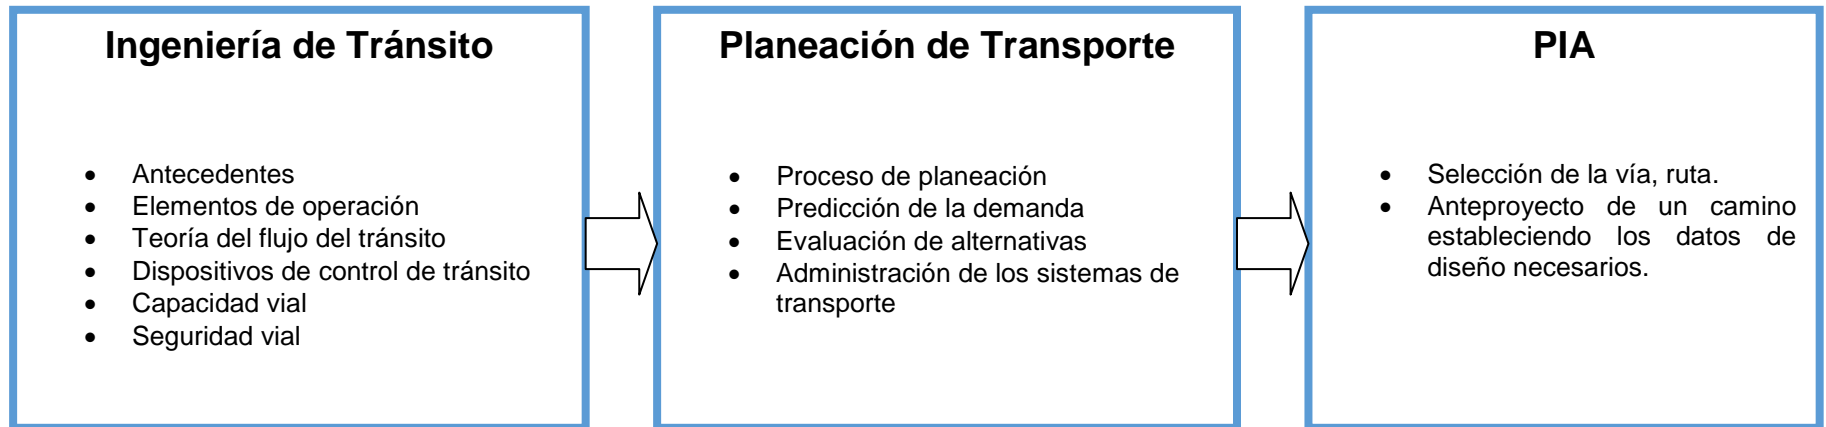 Ingeniería de Tránsito
• Antecedentes
• Elementos de operación
• Teoría del flujo del tránsito
• Dispositivos de control de tránsito
• Capacidad vial
• Seguridad vial
Planeación de Transporte
• Proceso de planeación
• Predicción de la demanda
• Evaluación de alternativas
• Administración de los sistemas de
transporte
PIA
• Selección de la vía, ruta.
• Anteproyecto de un camino
estableciendo los datos de
diseño necesarios.